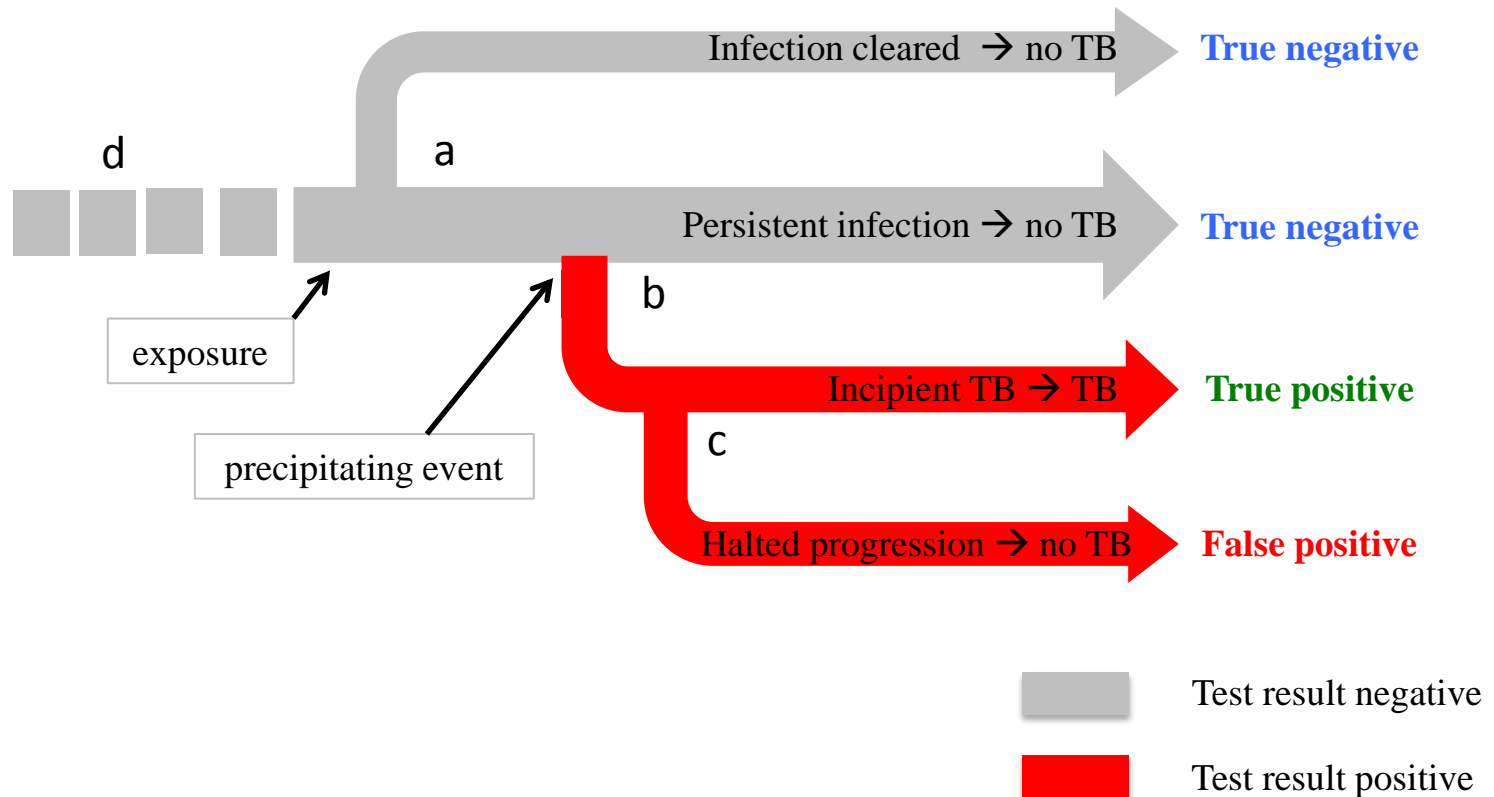 Infection cleared → no TB
True negative
d
a
Persistent infection → no TB
True negative
exposure
b
precipitating event
Incipient TB → TB
True positive
c
Halted progression → no TB
False positive
Test result negative
Test result positive